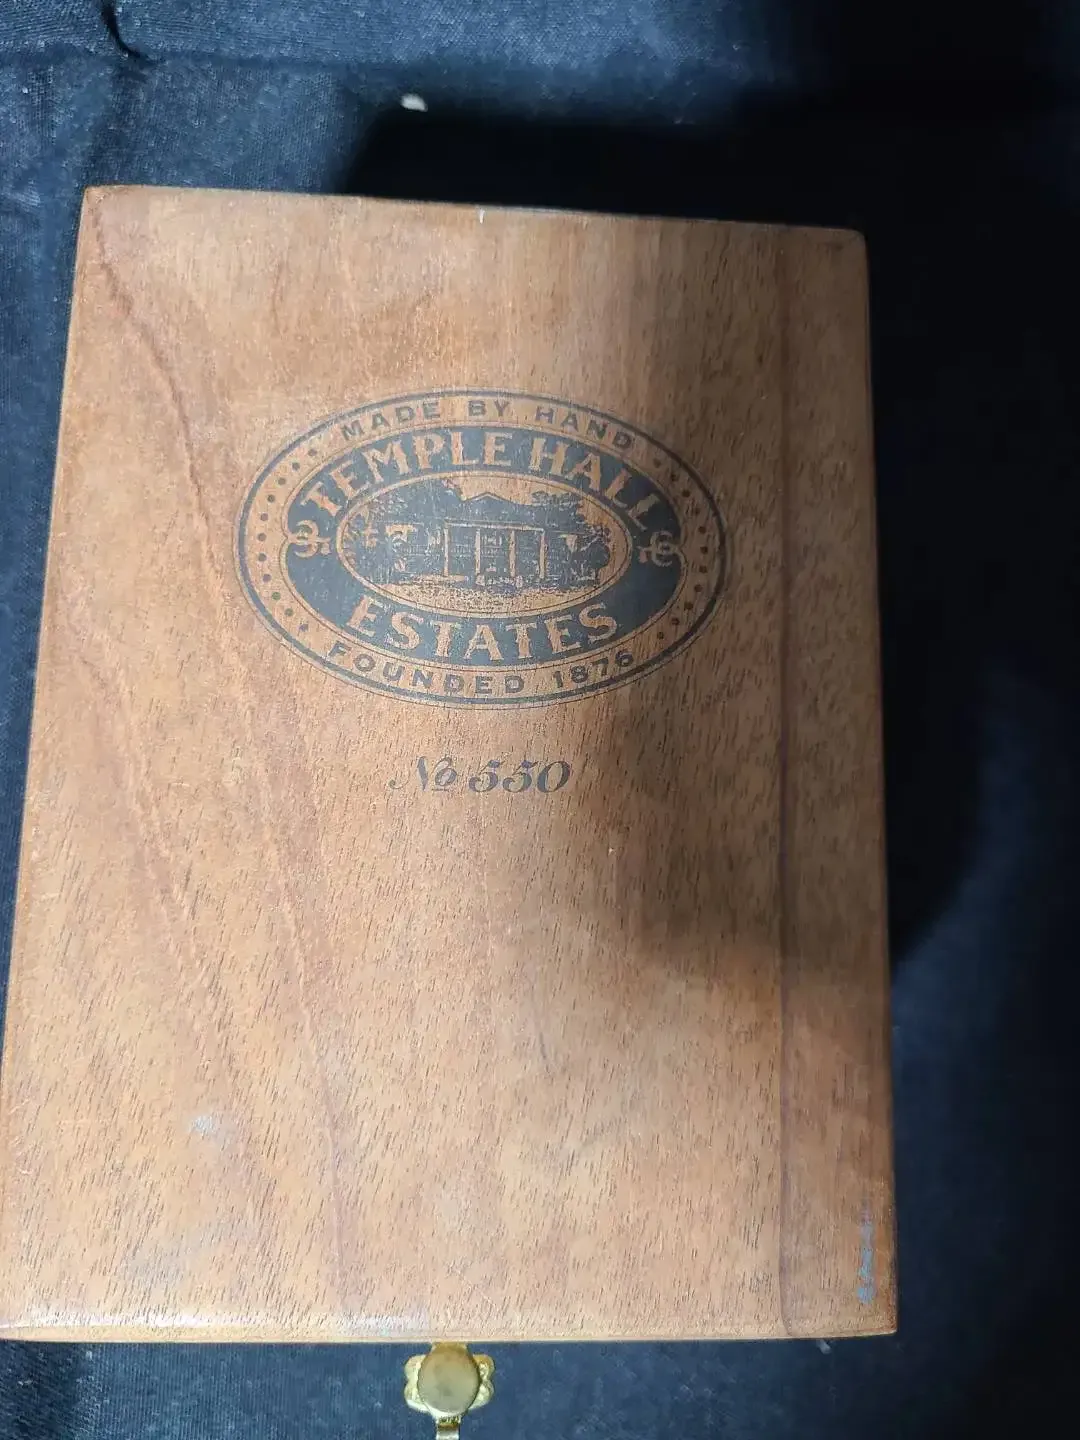 MADE BY HAND
TEMPLE HALL
ESTATES
FOUNDED 1876
№ 550